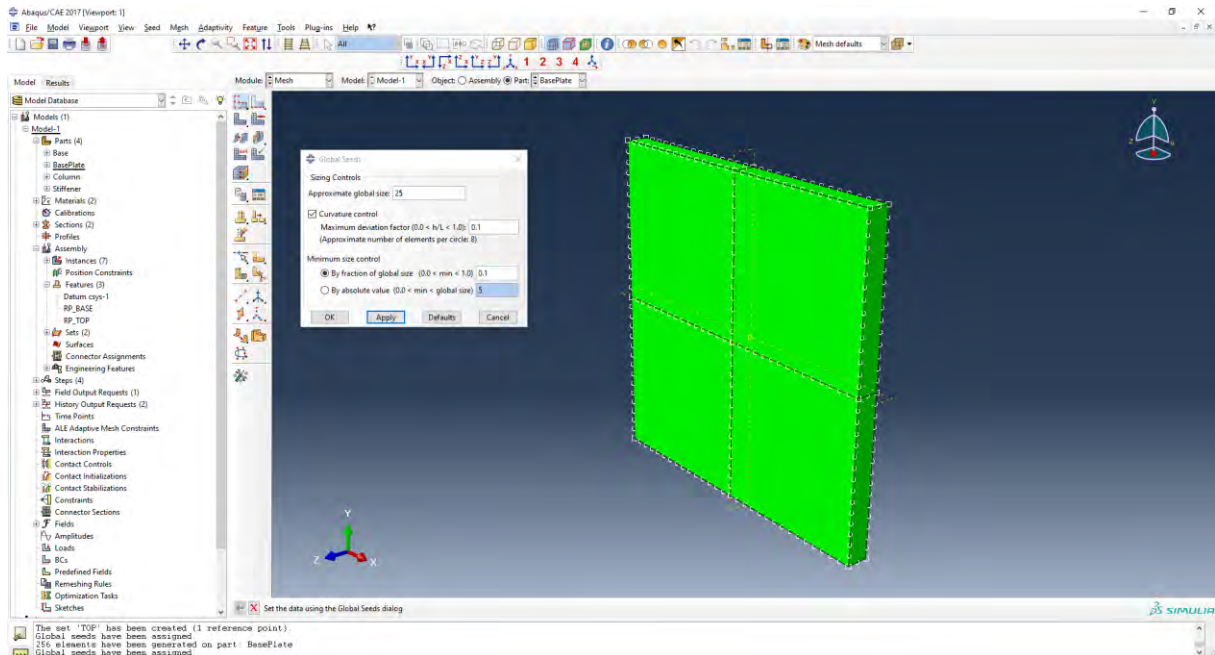 Abaqus/CAE 2017 [Viewport: 1]
File Model Viewport View Seed Mesh Adaptivity Feature Tools Plug-ins Help
All
Mesh defaults
1 2 3 4
Model Results
Module: Mesh Model: Model-1 Object: Assembly Part: BasePlate
Model Database
Models (1)
Model-1
Parts (4)
Base
BasePlate
Column
Stiffener
Materials (2)
Calibrations
Sections (2)
Profiles
Assembly
Instances (7)
Position Constraints
Features (3)
Datum csys-1
RP_BASE
RP_TOP
Sets (2)
Surfaces
Connector Assignments
Engineering Features
Steps (4)
Field Output Requests (1)
History Output Requests (2)
Time Points
ALE Adaptive Mesh Constraints
Interactions
Interaction Properties
Contact Controls
Contact Initializations
Contact Stabilizations
Constraints
Connector Sections
Fields
Amplitudes
Loads
BCs
Predefined Fields
Remeshing Rules
Optimization Tasks
Sketches
Global Seeds
Sizing Controls
Approximate global size: 25
Curvature control
Maximum deviation factor (0.0 < h/L < 1.0): 0.1
(Approximate number of elements per circle: 8)
Minimum size control
By fraction of global size (0.0 < min < 1.0) 0.1
By absolute value (0.0 < min < global size) 5
OK Apply Defaults Cancel
Y
Z
X
Y
Z X
Set the data using the Global Seeds dialog
SIMULIA
The set 'TOP' has been created (1 reference point).
Global seeds have been assigned
256 elements have been generated on part: BasePlate
Global seeds have been assigned